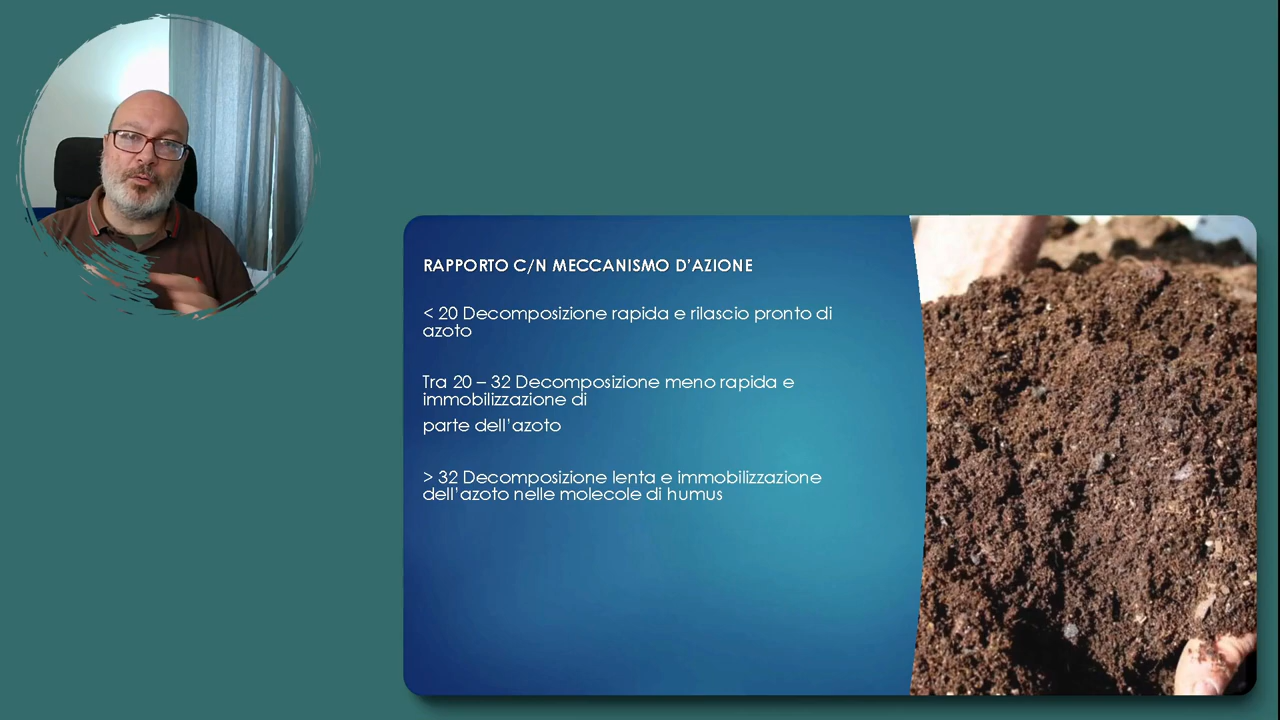 RAPPORTO C/N MECCANISMO D'AZIONE
< 20 Decomposizione rapida e rilascio pronto di
azoto
Tra 20 – 32 Decomposizione meno rapida e
immobilizzazione di
parte dell'azoto
> 32 Decomposizione lenta e immobilizzazione
dell'azoto nelle molecole di humus